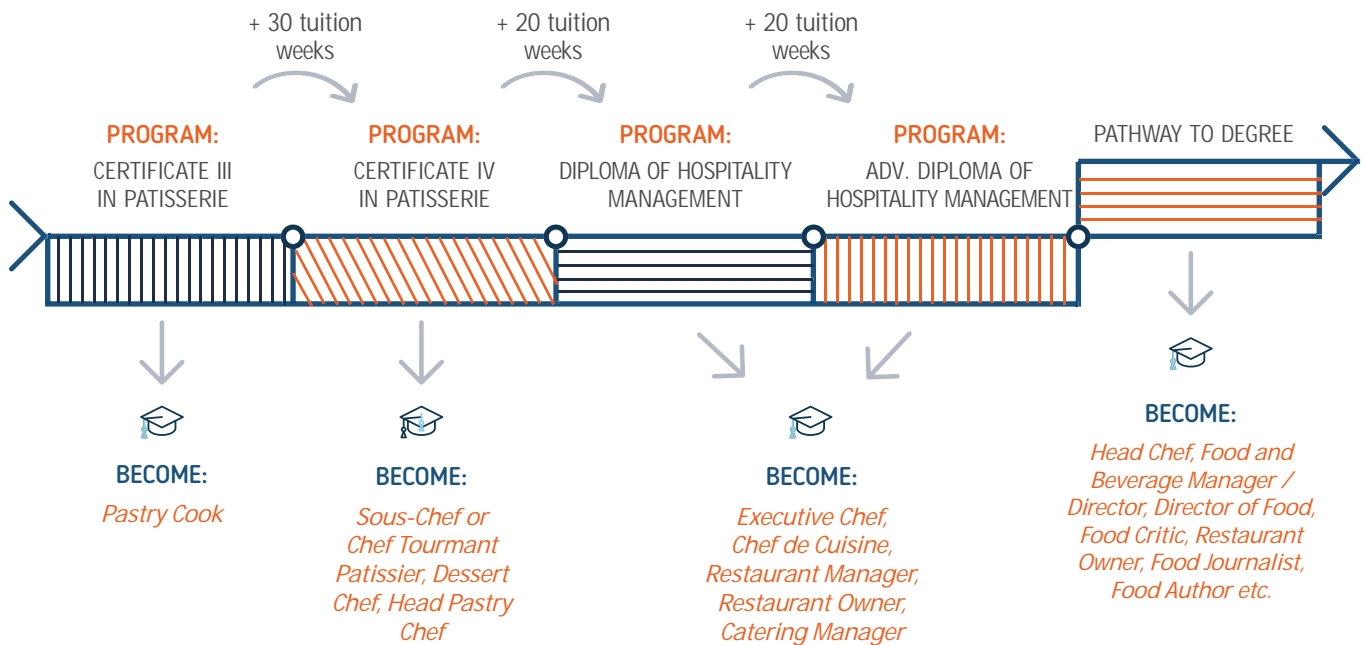 + 30 tuition
weeks
+ 20 tuition
weeks
+ 20 tuition
weeks
PROGRAM:
CERTIFICATE III
IN PATISSERIE
PROGRAM:
CERTIFICATE IV
IN PATISSERIE
PROGRAM:
DIPLOMA OF HOSPITALITY
MANAGEMENT
PROGRAM:
ADV. DIPLOMA OF
HOSPITALITY MANAGEMENT
PATHWAY TO DEGREE
BECOME:
Pastry Cook
BECOME:
Sous-Chef or
Chef Tourmant
Patissier, Dessert
Chef, Head Pastry
Chef
BECOME:
Executive Chef,
Chef de Cuisine,
Restaurant Manager,
Restaurant Owner,
Catering Manager
BECOME:
Head Chef, Food and
Beverage Manager /
Director, Director of Food,
Food Critic, Restaurant
Owner, Food Journalist,
Food Author etc.